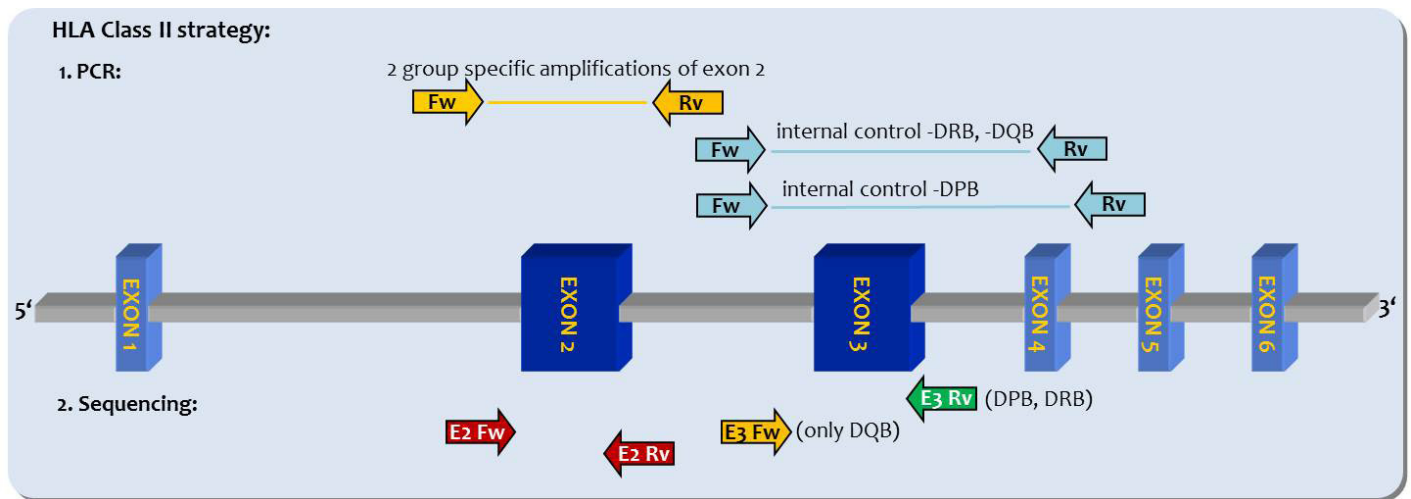 HLA Class II strategy:
1. PCR:
2 group specific amplifications of exon 2
Fw Rv
internal control -DRB, -DQB
Fw Rv
internal control -DPB
Fw Rv
5‘ EXON 1 EXON 2 EXON 3 EXON 4 EXON 5 EXON 6 3‘
2. Sequencing:
E3 Rv (DPB, DRB)
E2 Fw E3 Fw (only DQB)
E2 Rv